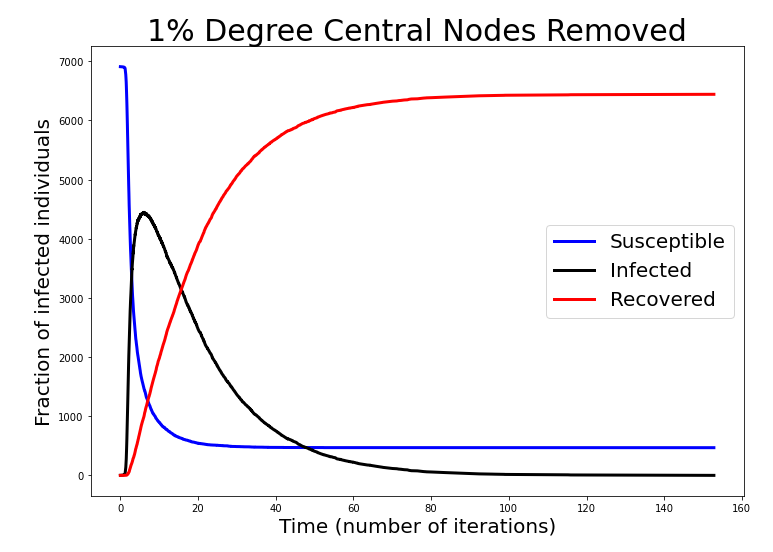 1% Degree Central Nodes Removed
Fraction of infected individuals
7000
6000
5000
4000
3000
2000
1000
0
Susceptible
Infected
Recovered
0 20 40 60 80 100 120 140 160
Time (number of iterations)